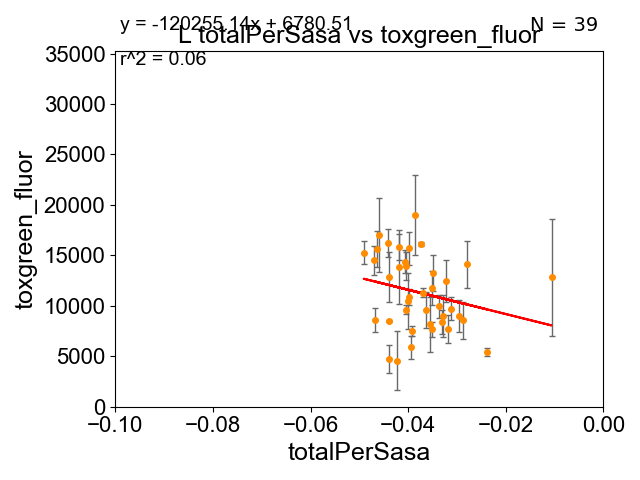 y = -120255.14x + 6780.51
N = 39
L totalPerSasa vs toxgreen_fluor
r^2 = 0.06
35000
30000
25000
20000
15000
10000
5000
0
toxgreen_fluor
−0.10 −0.08 −0.06 −0.04 −0.02 0.00
totalPerSasa